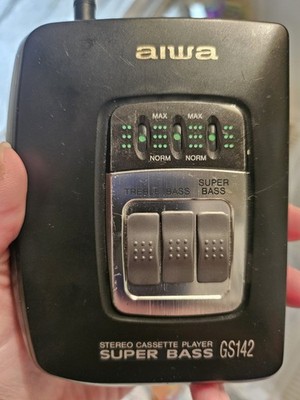 aiwa
MAX MAX
NORM NORM
TREBLE BASS SUPER BASS
STEREO CASSETTE PLAYER
SUPER BASS GS142